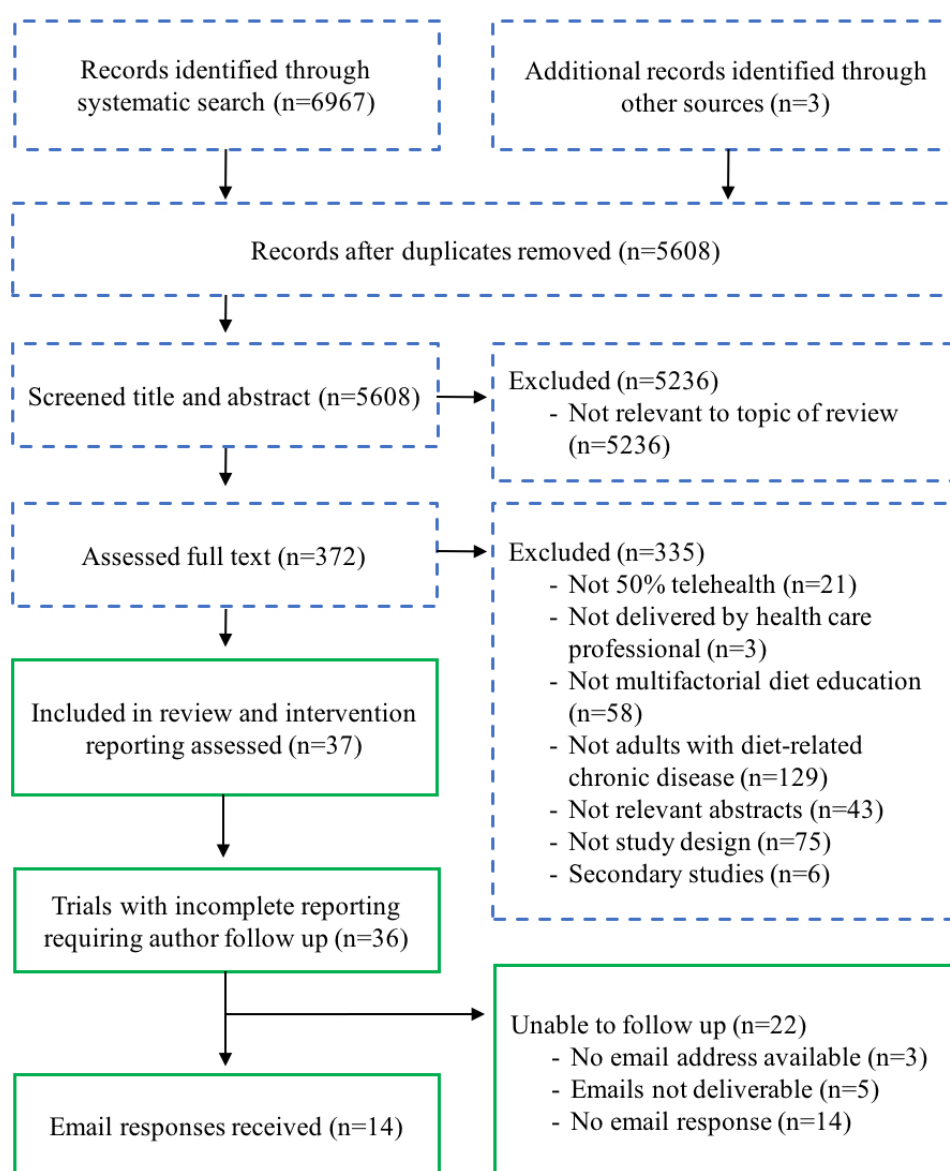 Records identified through
systematic search (n=6967)
Additional records identified through
other sources (n=3)
Records after duplicates removed (n=5608)
Screened title and abstract (n=5608)
Excluded (n=5236)
- Not relevant to topic of review
(n=5236)
Assessed full text (n=372)
Excluded (n=335)
- Not 50% telehealth (n=21)
- Not delivered by health care
professional (n=3)
- Not multifactorial diet education
(n=58)
- Not adults with diet-related
chronic disease (n=129)
- Not relevant abstracts (n=43)
- Not study design (n=75)
- Secondary studies (n=6)
Included in review and intervention
reporting assessed (n=37)
Trials with incomplete reporting
requiring author follow up (n=36)
Unable to follow up (n=22)
- No email address available (n=3)
- Emails not deliverable (n=5)
- No email response (n=14)
Email responses received (n=14)